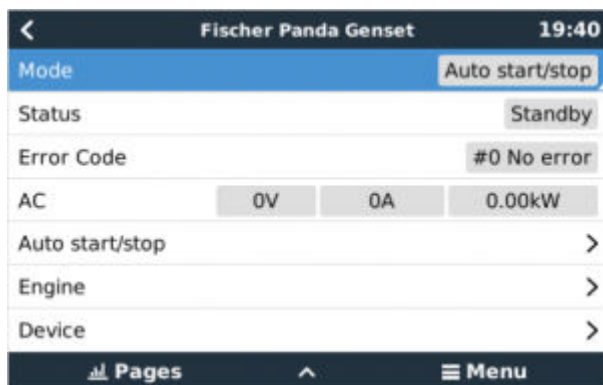 Fischer Panda Genset 19:40
Mode Auto start/stop
Status Standby
Error Code #0 No error
AC 0V 0A 0.00kW
Auto start/stop
Engine
Device
Pages Menu